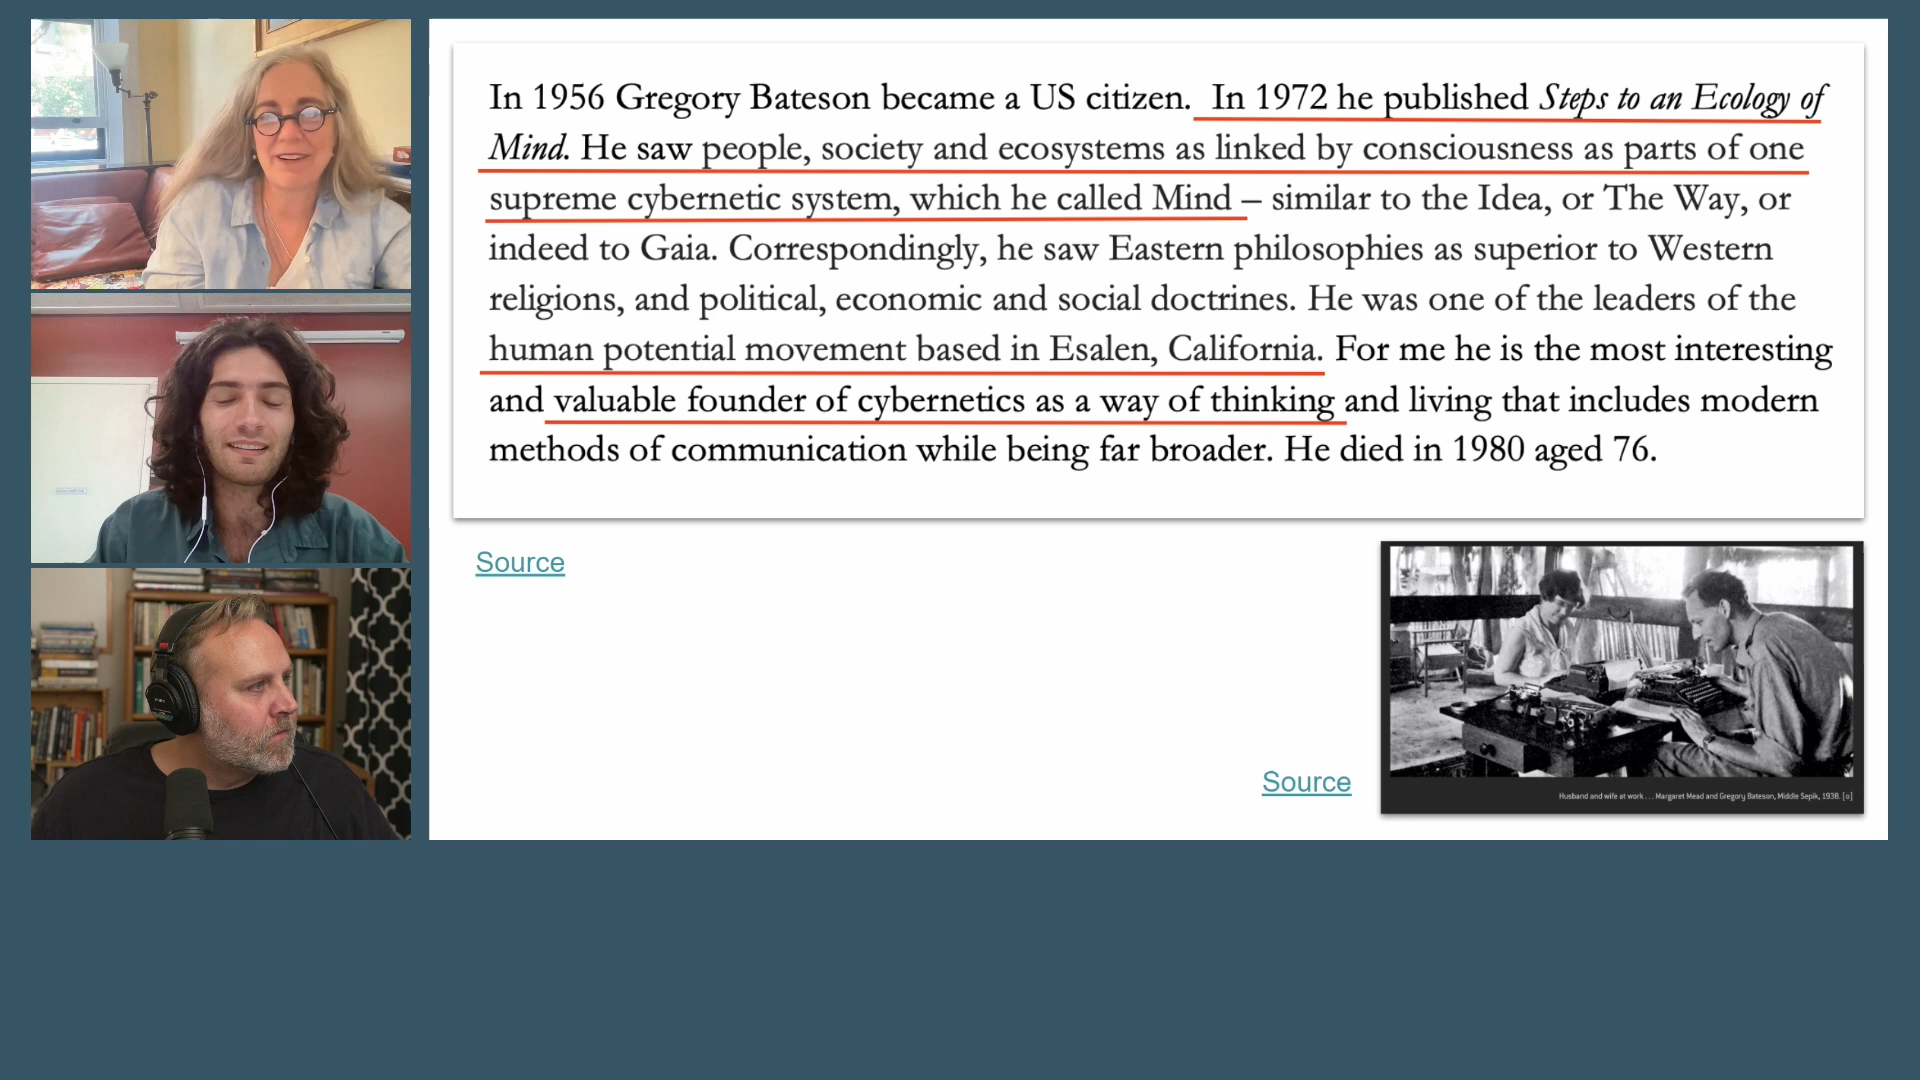 In 1956 Gregory Bateson became a US citizen.  In 1972 he published Steps to an Ecology of
Mind. He saw people, society and ecosystems as linked by consciousness as parts of one
supreme cybernetic system, which he called Mind – similar to the Idea, or The Way, or
indeed to Gaia. Correspondingly, he saw Eastern philosophies as superior to Western
religions, and political, economic and social doctrines. He was one of the leaders of the
human potential movement based in Esalen, California. For me he is the most interesting
and valuable founder of cybernetics as a way of thinking and living that includes modern
methods of communication while being far broader. He died in 1980 aged 76.
Source
Source
Husband and wife at work . . . Margaret Mead and Gregory Bateson, Middle Sepik, 1938. [o]